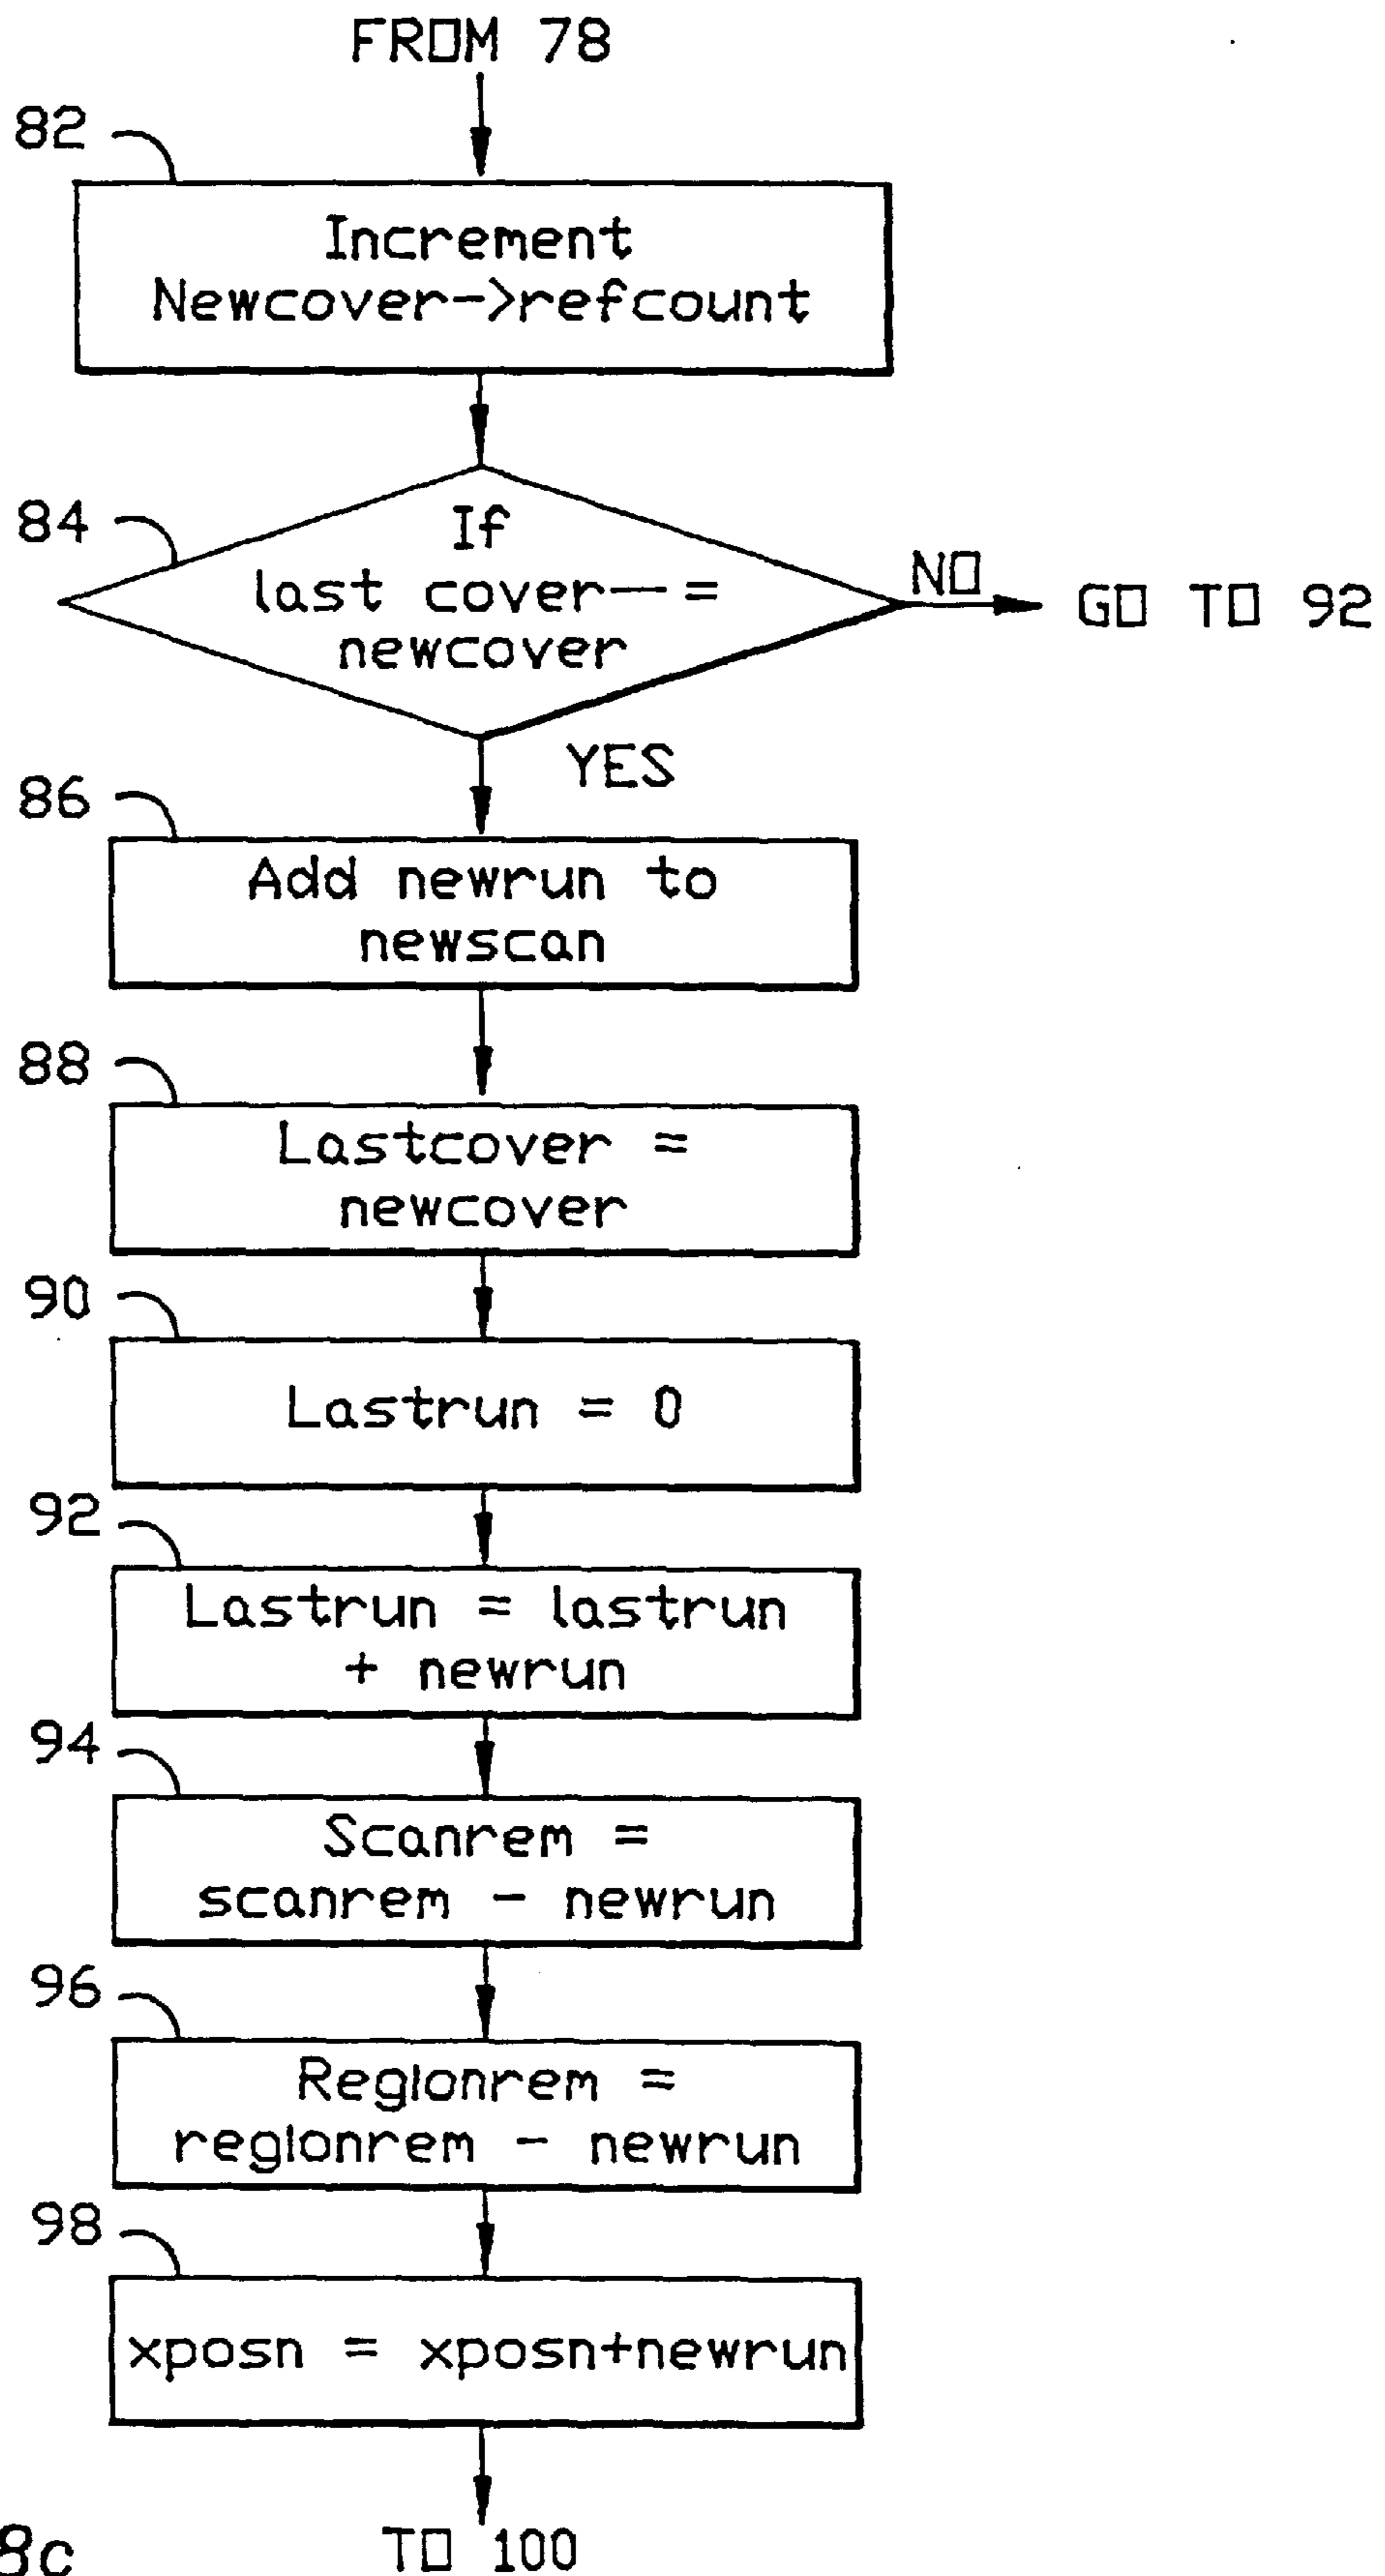 FROM 78
82
Increment
Newcover->refcount
84
If
last cover— =
newcover
NO
GO TO 92
YES
86
Add newrun to
newscan
88
Lastcover =
newcover
90
Lastrun = 0
92
Lastrun = lastrun
+ newrun
94
Scanrem =
scanrem - newrun
96
Regionrem =
regionrem - newrun
98
xposn = xposn+newrun
8c
TO 100